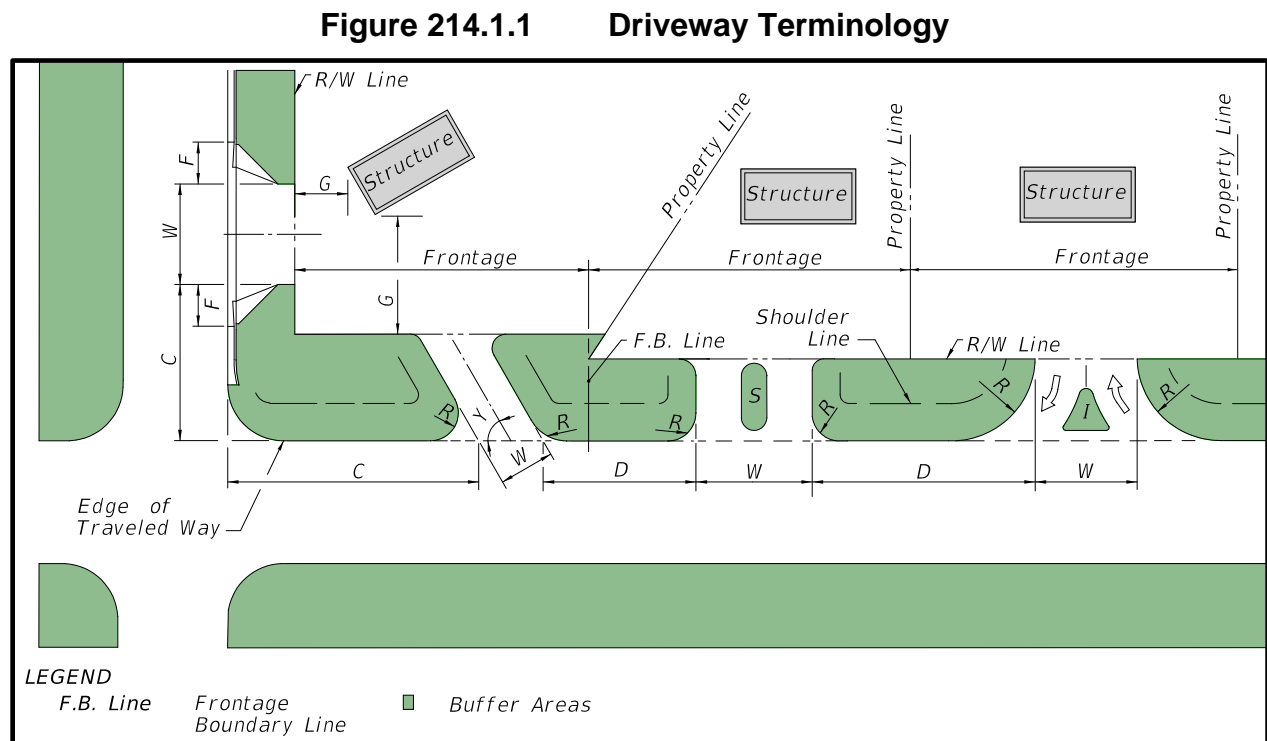 Figure 214.1.1 Driveway Terminology
R/W Line
F
G
Structure
W
Property Line
Structure
Property Line
Structure
Property Line
Frontage
Frontage
Frontage
F
G
C
F.B. Line
Shoulder
Line
R/W Line
S
I
R
R
R
R
R
R
Y
W
C
D
W
D
W
Edge of
Traveled Way
LEGEND
F.B. Line Frontage
Boundary Line
Buffer Areas